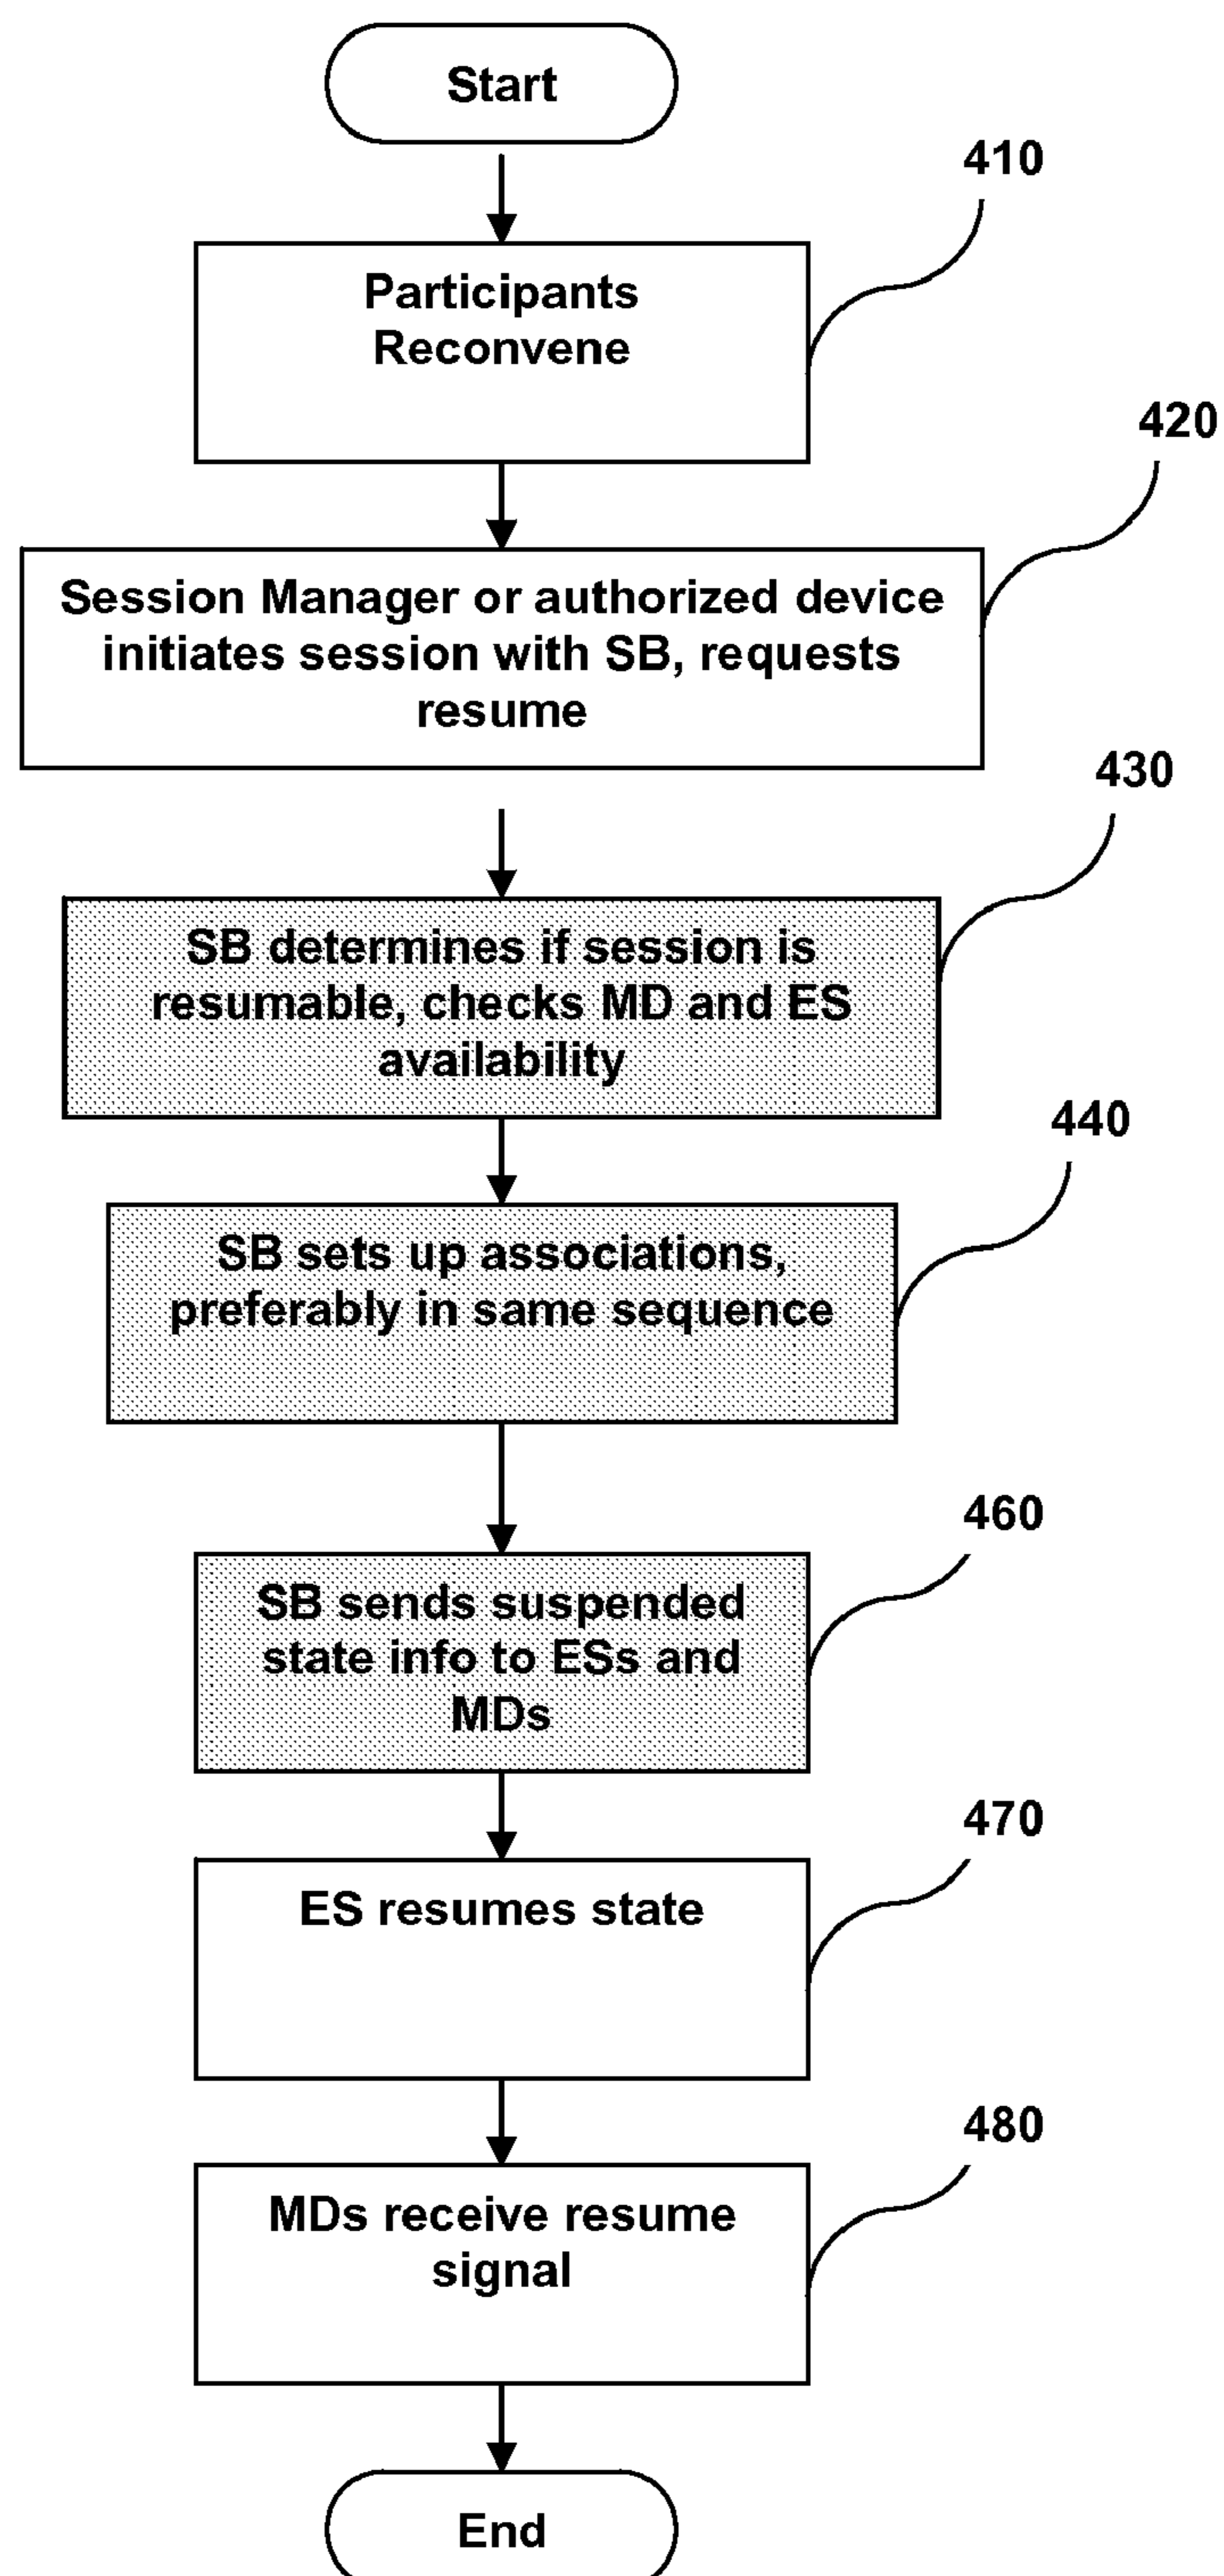 Start
410
Participants
Reconvene
420
Session Manager or authorized device
initiates session with SB, requests
resume
430
SB determines if session is
resumable, checks MD and ES
availability
440
SB sets up associations,
preferably in same sequence
460
SB sends suspended
state info to ESs and
MDs
470
ES resumes state
480
MDs receive resume
signal
End